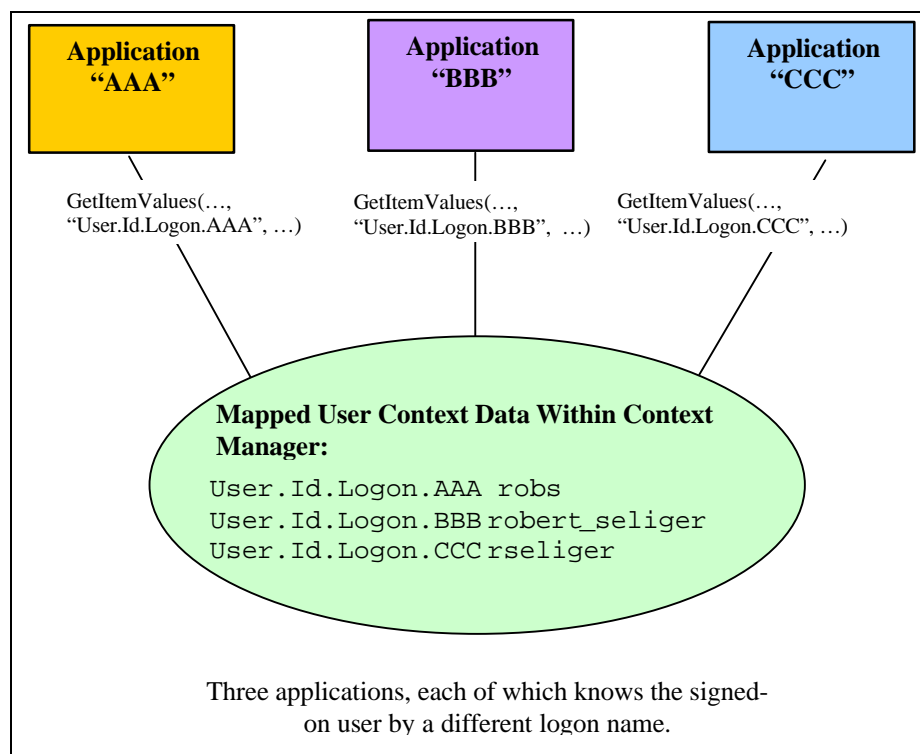 Application
“AAA”
Application
“BBB”
Application
“CCC”
GetItemValues(…,
“User.Id.Logon.AAA”, …)
GetItemValues(…,
“User.Id.Logon.BBB”, …)
GetItemValues(…,
“User.Id.Logon.CCC”, …)
Mapped User Context Data Within Context
Manager:
User.Id.Logon.AAA robs
User.Id.Logon.BBB robert_seliger
User.Id.Logon.CCC rseliger
Three applications, each of which knows the signed-
on user by a different logon name.